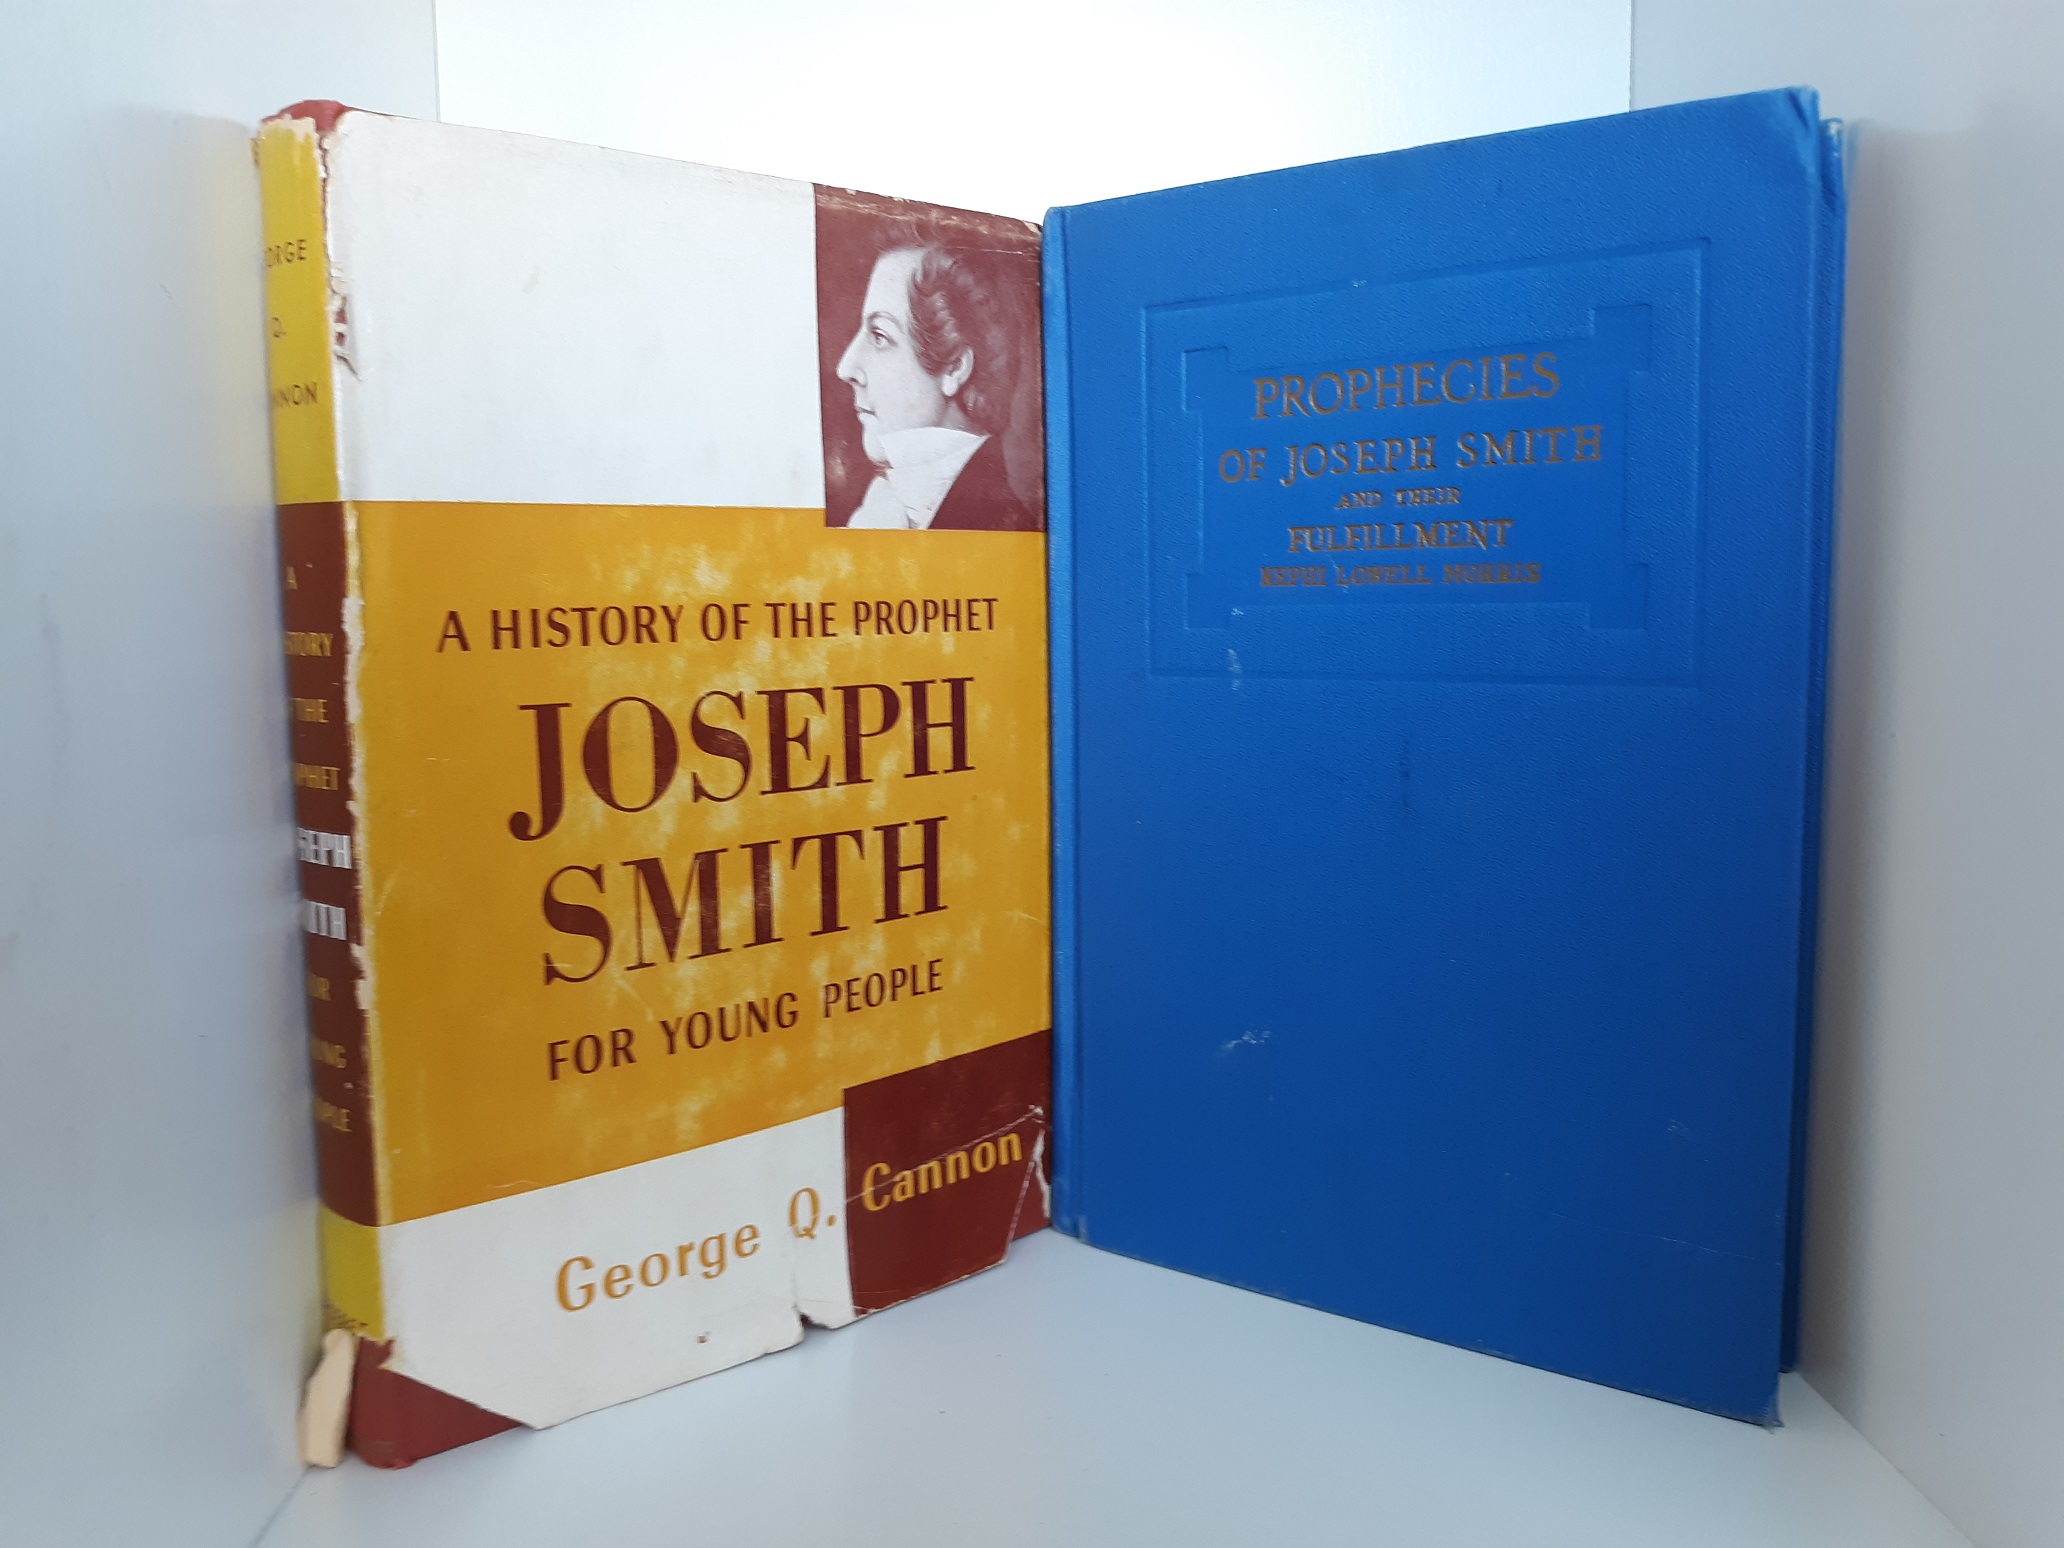 D.
A
THE
A HISTORY OF THE PROPHET
JOSEPH
SMITH
FOR YOUNG PEOPLE
George Q. Cannon
PROPHECIES
OF JOSEPH SMITH
AND THEIR
FULFILLMENT
NEPHI LOWELL MORRIS